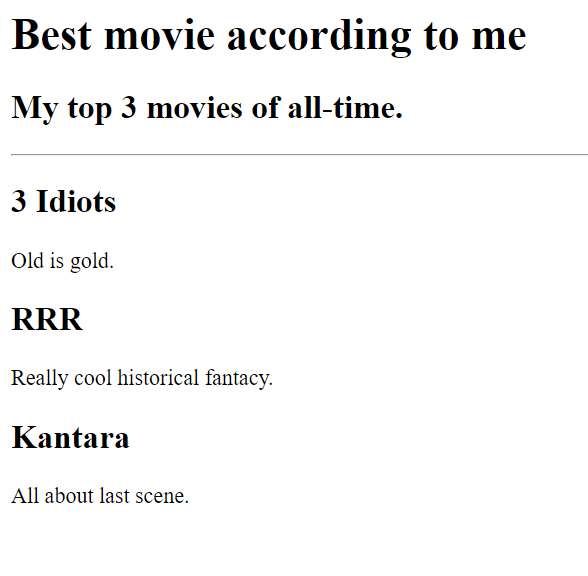 Best movie according to me
My top 3 movies of all-time.
3 Idiots
Old is gold.
RRR
Really cool historical fantacy.
Kantara
All about last scene.